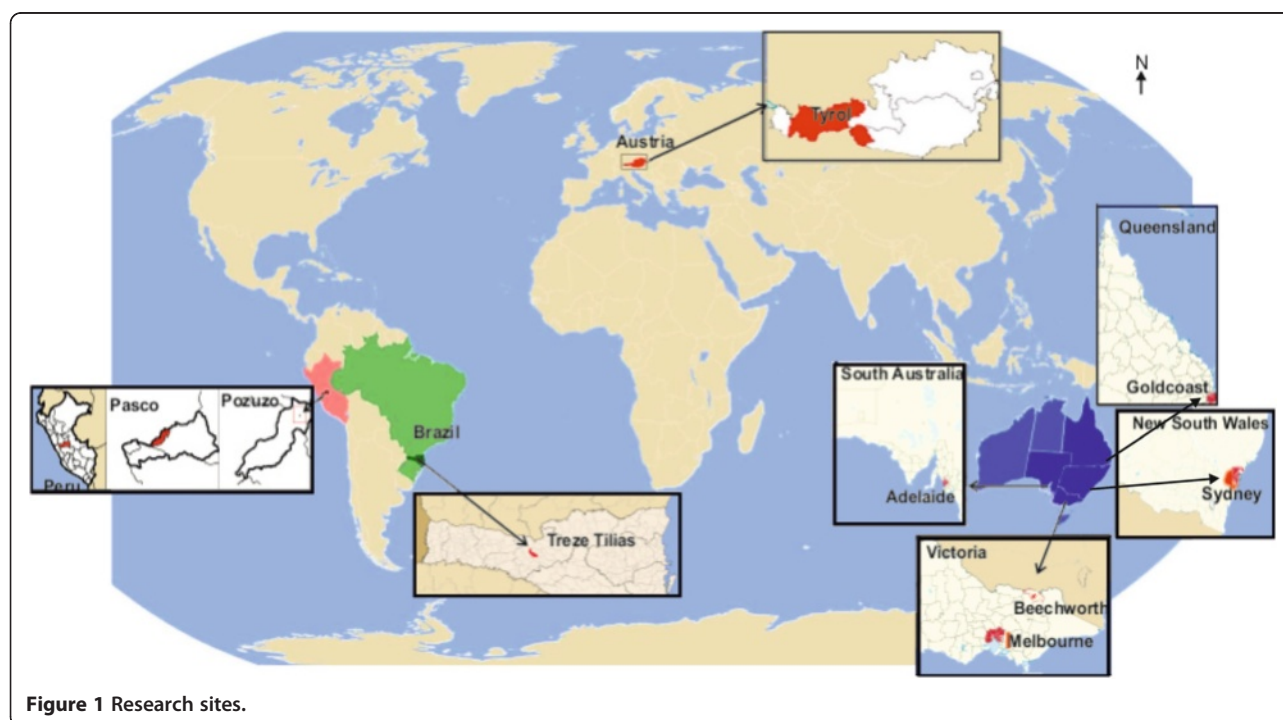 N
Tyrol
Austria
Queensland
Goldcoast
South Australia
Adelaide
New South Wales
Sydney
Pasco
Pozuzo
Peru
Brazil
Treze Tilias
Victoria
Beechworth
Melbourne
Figure 1 Research sites.